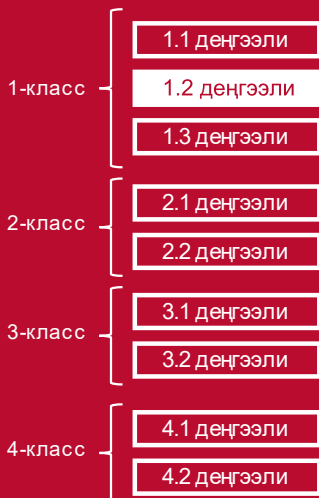 1-класс
1.1 деңгээли
1.2 деңгээли
1.3 деңгээли
2-класс
2.1 деңгээли
2.2 деңгээли
3-класс
3.1 деңгээли
3.2 деңгээли
4-класс
4.1 деңгээли
4.2 деңгээли